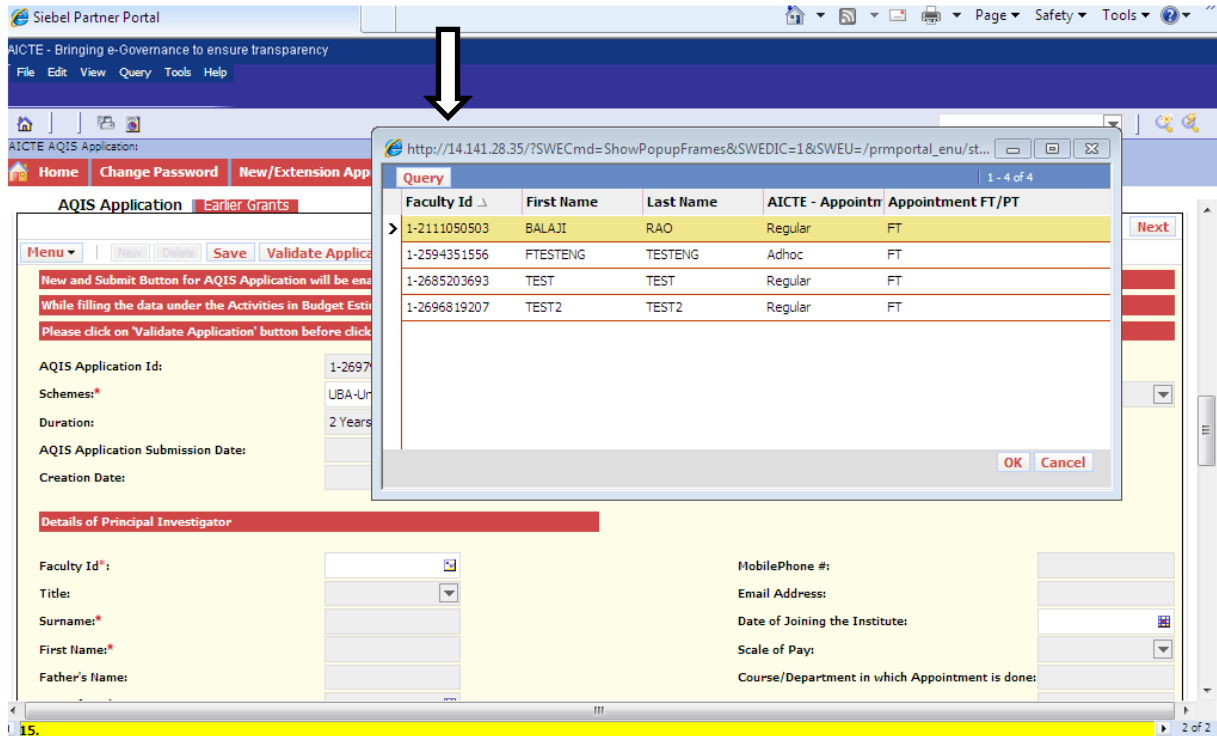 Siebel Partner Portal
Page Safety Tools
AICTE - Bringing e-Governance to ensure transparency
File Edit View Query Tools Help
AICTE AQIS Application:
Home Change Password New/Extension App
AQIS Application Earlier Grants
Next
Menu New Delete Save Validate Applica
New and Submit Button for AQIS Application will be ena
While filling the data under the Activities in Budget Esti
Please click on 'Validate Application' button before click
AQIS Application Id: 1-2697
Schemes:* UBA-Un
Duration: 2 Years
AQIS Application Submission Date:
Creation Date:
http://14.141.28.35/?SWECmd=ShowPopupFrames&SWEDIC=1&SWEU=/prmportal_enu/st...
Query 1 - 4 of 4
Faculty Id First Name Last Name AICTE - Appointm Appointment FT/PT
1-2111050503 BALAJI RAO Regular FT
1-2594351556 FTESTENG TESTENG Adhoc FT
1-2685203693 TEST TEST Regular FT
1-2696819207 TEST2 TEST2 Regular FT
OK Cancel
Details of Principal Investigator
Faculty Id*: MobilePhone #:
Title: Email Address:
Surname:* Date of Joining the Institute:
First Name:* Scale of Pay:
Father's Name: Course/Department in which Appointment is done:
15. 2 of 2